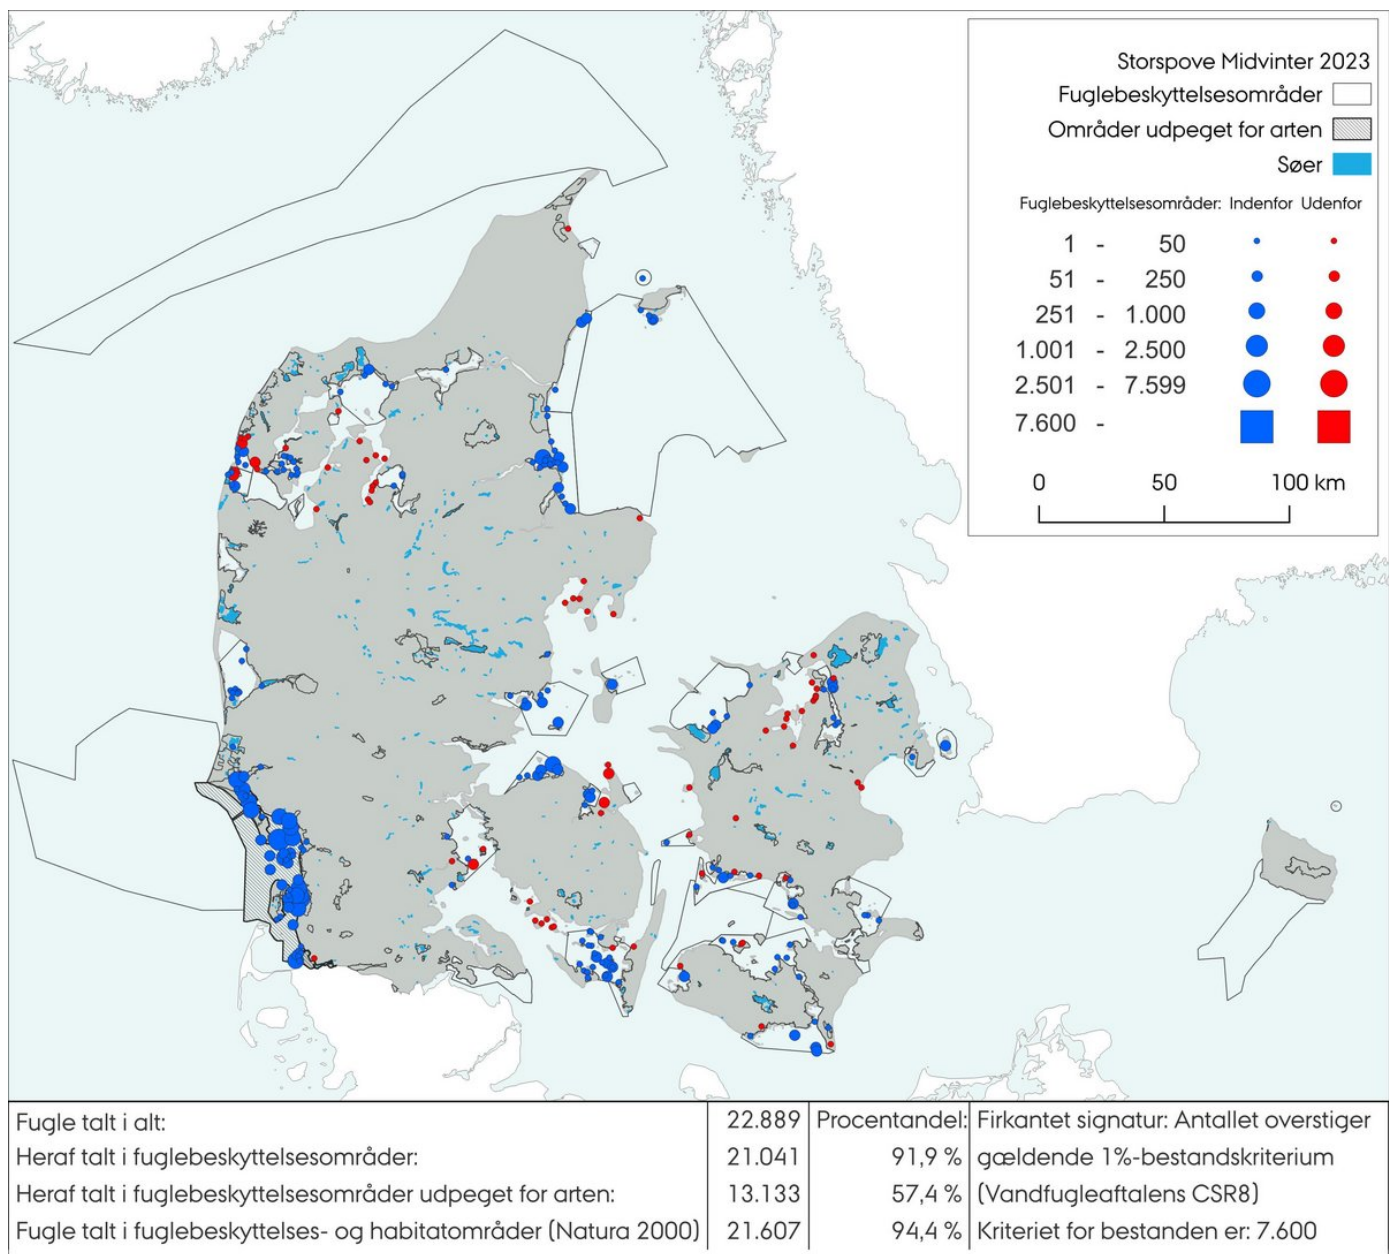 Storspove Midvinter 2023
Fuglebeskyttelsesområder
Områder udpeget for arten
Søer
Fuglebeskyttelsesområder: Indenfor Udenfor
1 - 50
51 - 250
251 - 1.000
1.001 - 2.500
2.501 - 7.599
7.600 -
0 50 100 km
Fugle talt i alt: 22.889 Procentandel: Firkantet signatur: Antallet overstiger
Heraf talt i fuglebeskyttelsesområder: 21.041 91,9 % gældende 1%-bestandskriterium
Heraf talt i fuglebeskyttelsesområder udpeget for arten: 13.133 57,4 % (Vandfugleaftalens CSR8)
Fugle talt i fuglebeskyttelses- og habitatområder (Natura 2000) 21.607 94,4 % Kriteriet for bestanden er: 7.600